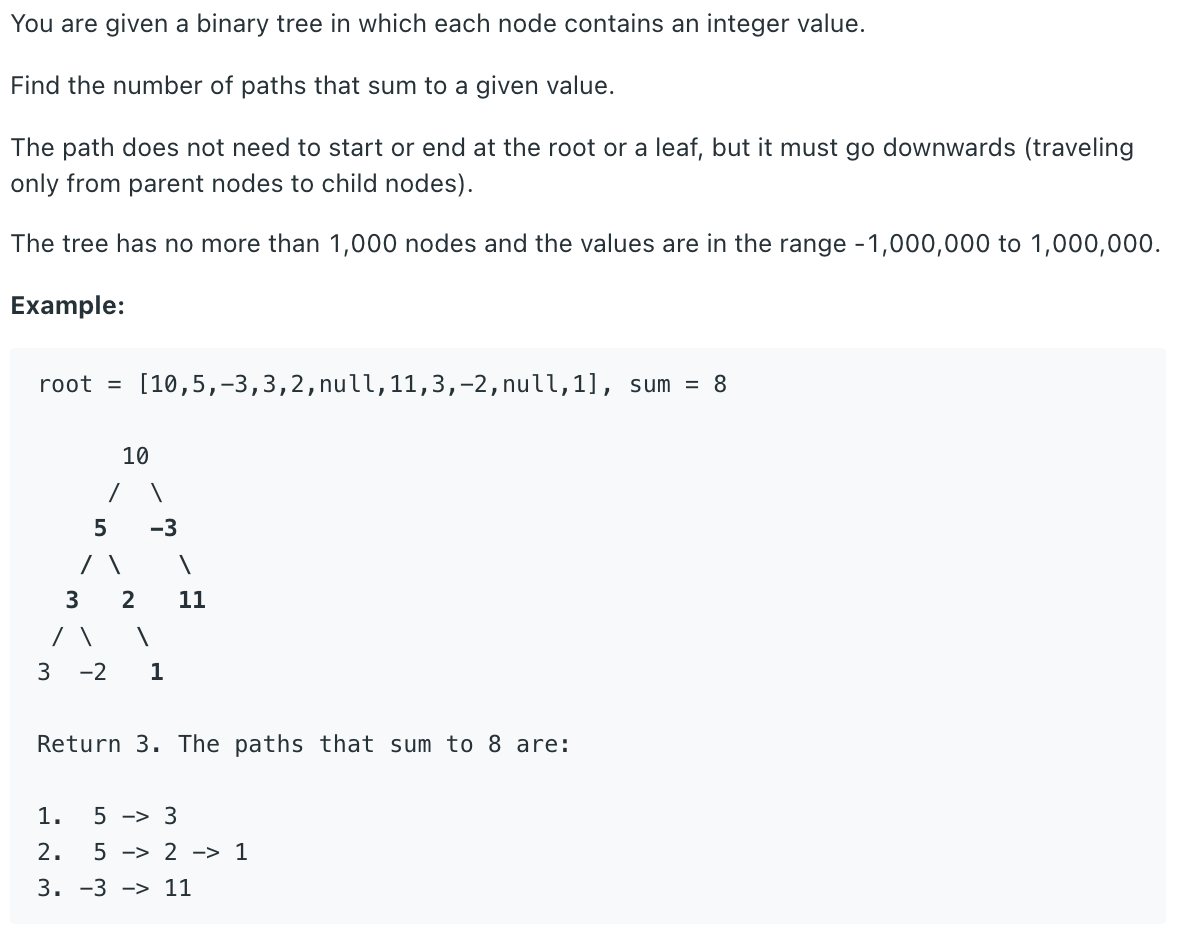 You are given a binary tree in which each node contains an integer value.
Find the number of paths that sum to a given value.
The path does not need to start or end at the root or a leaf, but it must go downwards (traveling
only from parent nodes to child nodes).
The tree has no more than 1,000 nodes and the values are in the range -1,000,000 to 1,000,000.
Example:
root = [10,5,-3,3,2,null,11,3,-2,null,1], sum = 8
      10
     /  \
    5   -3
   / \    \
  3   2   11
 / \   \
3  -2   1
Return 3. The paths that sum to 8 are:
1.  5 -> 3
2.  5 -> 2 -> 1
3. -3 -> 11